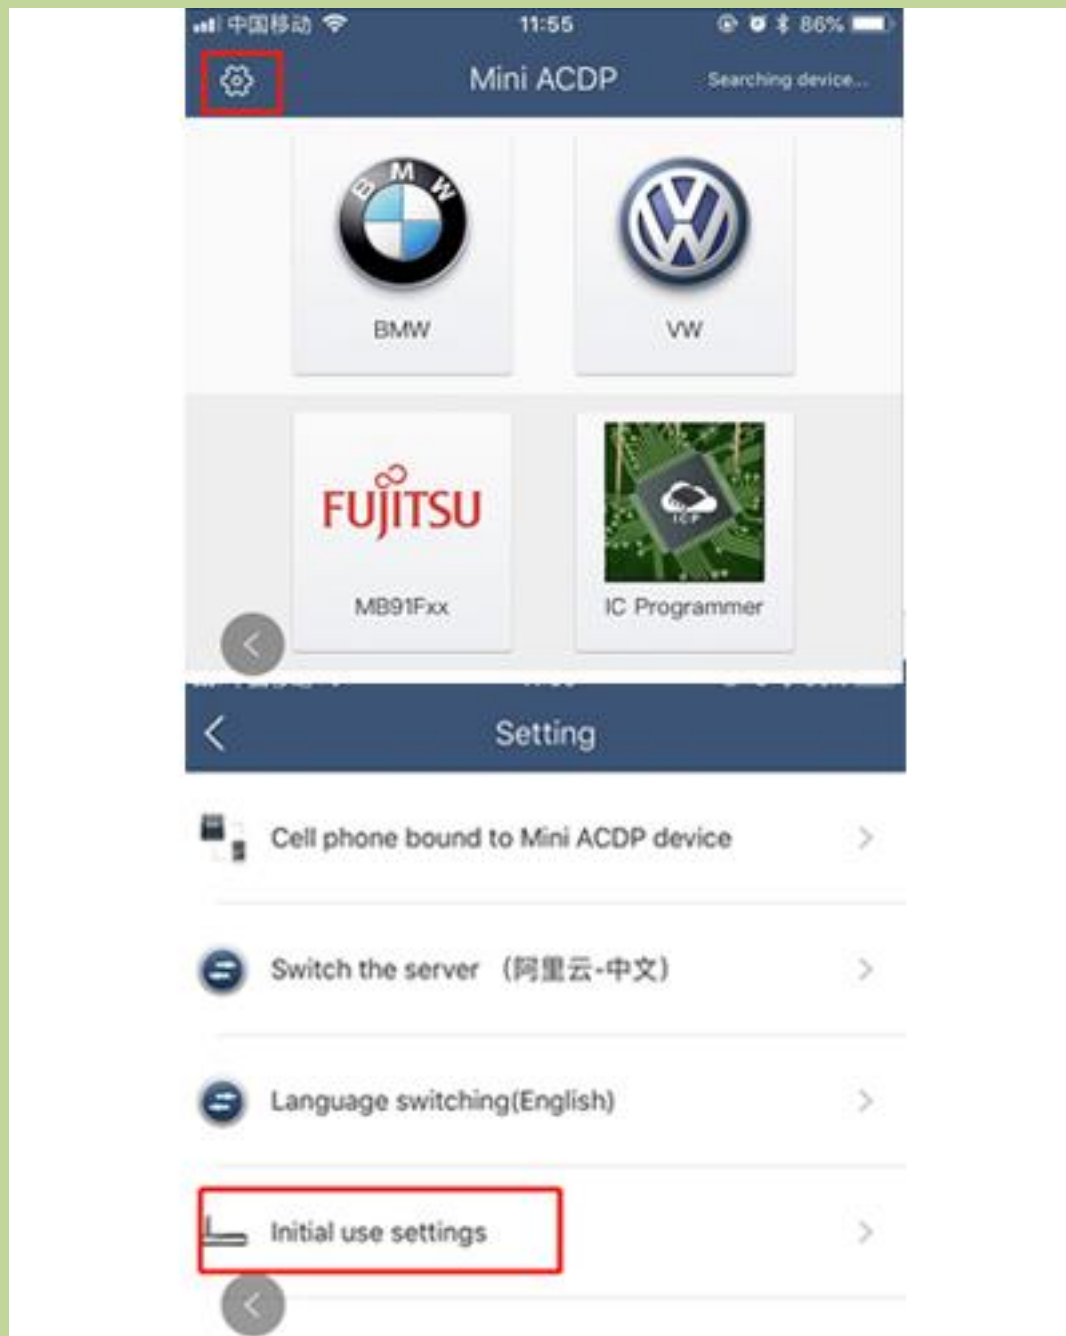 中国移动 11:55 86%
Mini ACDP Searching device...
BMW
BMW VW
FUJITSU ICP
MB91Fxx IC Programmer
Setting
Cell phone bound to Mini ACDP device
Switch the server （阿里云-中文）
Language switching(English)
Initial use settings